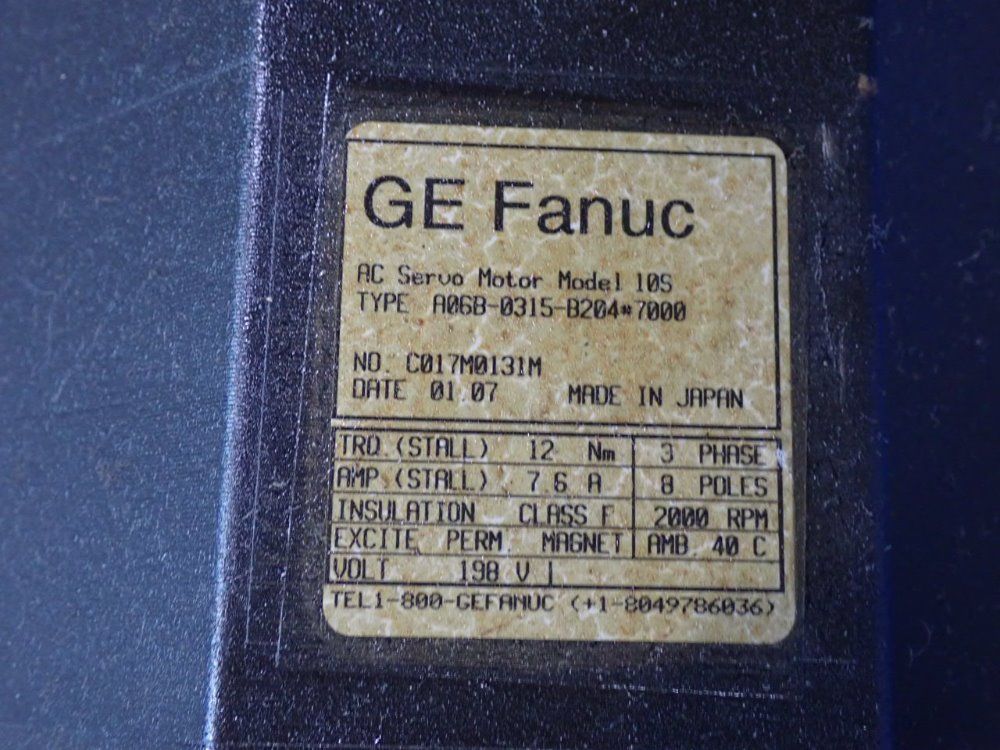 GE Fanuc
AC Servo Motor Model 10S
TYPE A06B-0315-B204*7000
NO. C017M0131M
DATE 01.07 MADE IN JAPAN
TRQ.(STALL) 12 Nm 3 PHASE
AMP.(STALL) 7.6 A 8 POLES
INSULATION CLASS F 2000 RPM
EXCITE. PERM. MAGNET AMB. 40 C
VOLT 198 V
TEL1-800-GEFANUC (+1-8049786036)